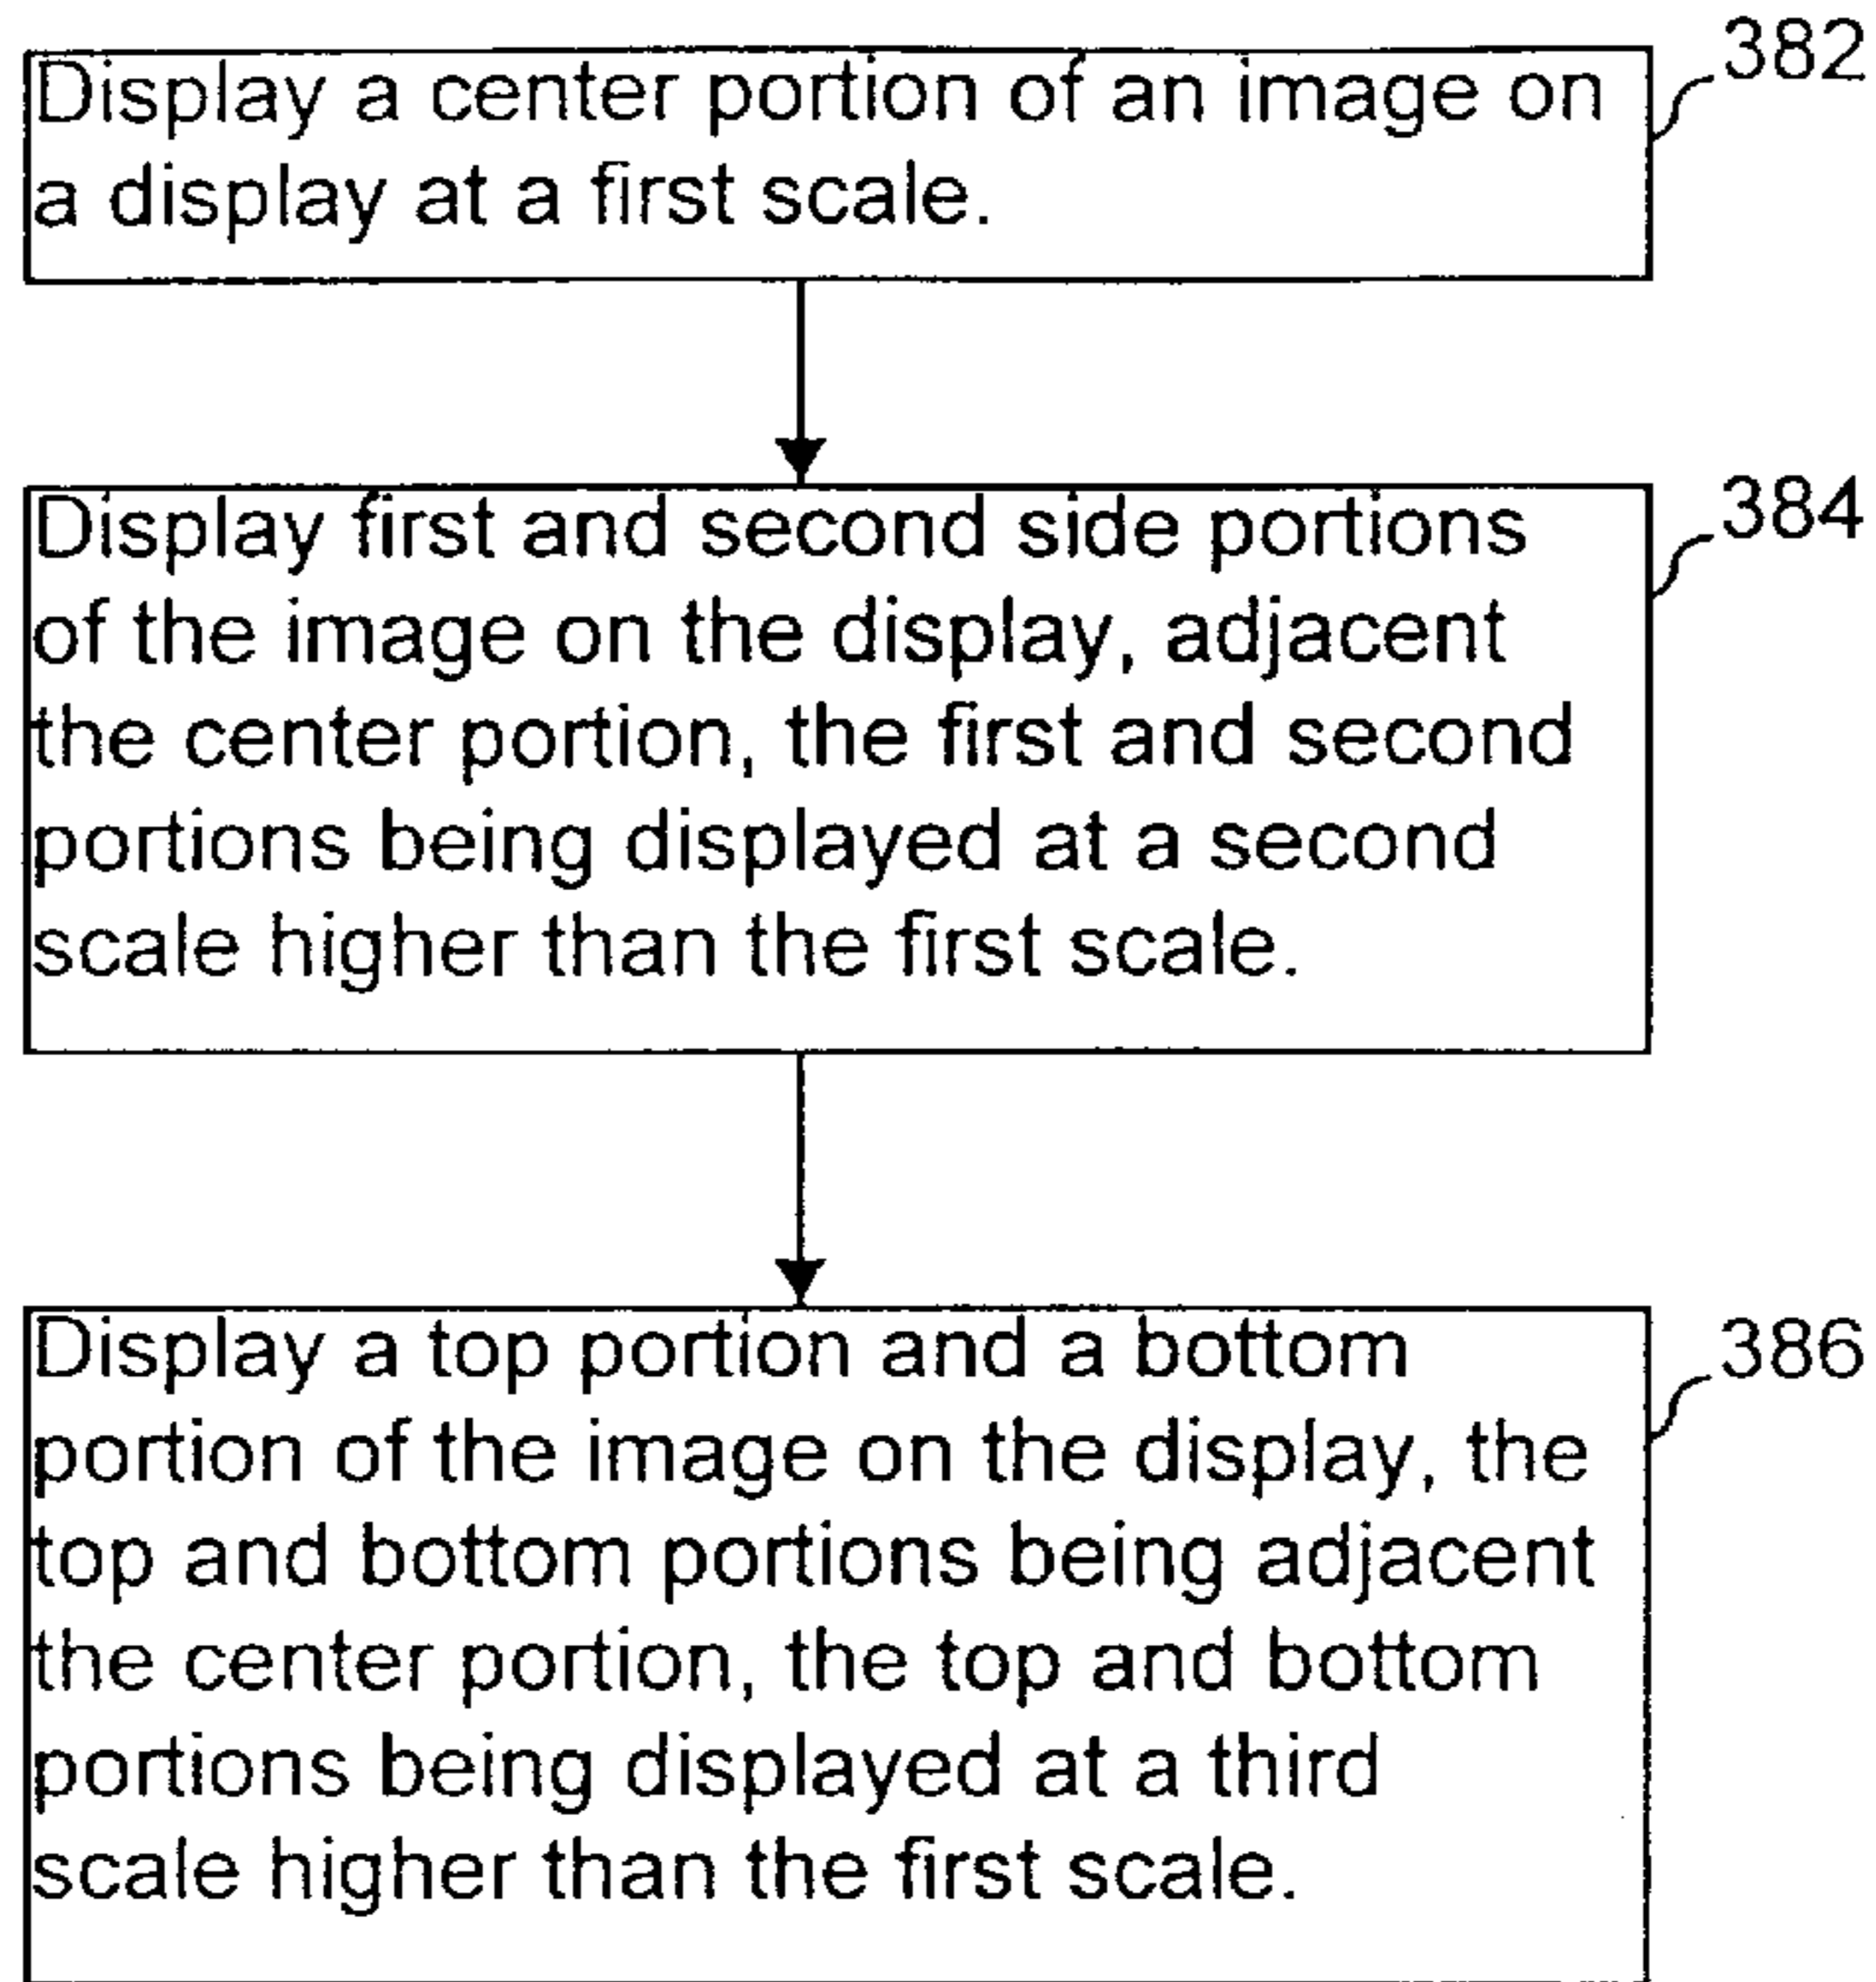 382
Display a center portion of an image on
a display at a first scale.
384
Display first and second side portions
of the image on the display, adjacent
the center portion, the first and second
portions being displayed at a second
scale higher than the first scale.
386
Display a top portion and a bottom
portion of the image on the display, the
top and bottom portions being adjacent
the center portion, the top and bottom
portions being displayed at a third
scale higher than the first scale.